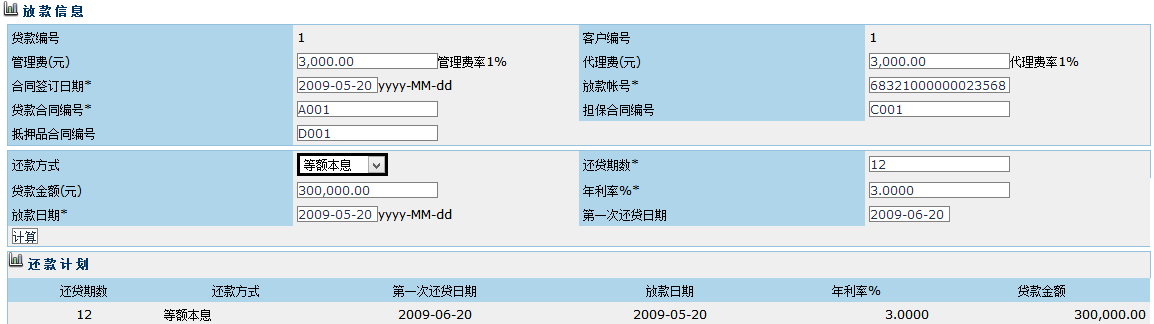 放款信息
贷款编号 1 客户编号 1
管理费(元) 3,000.00 管理费率1% 代理费(元) 3,000.00 代理费率1%
合同签订日期* 2009-05-20 yyyy-MM-dd 放款帐号* 68321000000023568
贷款合同编号* A001 担保合同编号 C001
抵押品合同编号 D001
还款方式 等额本息 还贷期数* 12
贷款金额(元) 300,000.00 年利率%* 3.0000
放款日期* 2009-05-20 yyyy-MM-dd 第一次还贷日期 2009-06-20
计算
还款计划
还贷期数 还款方式 第一次还贷日期 放款日期 年利率% 贷款金额
12 等额本息 2009-06-20 2009-05-20 3.0000 300,000.00